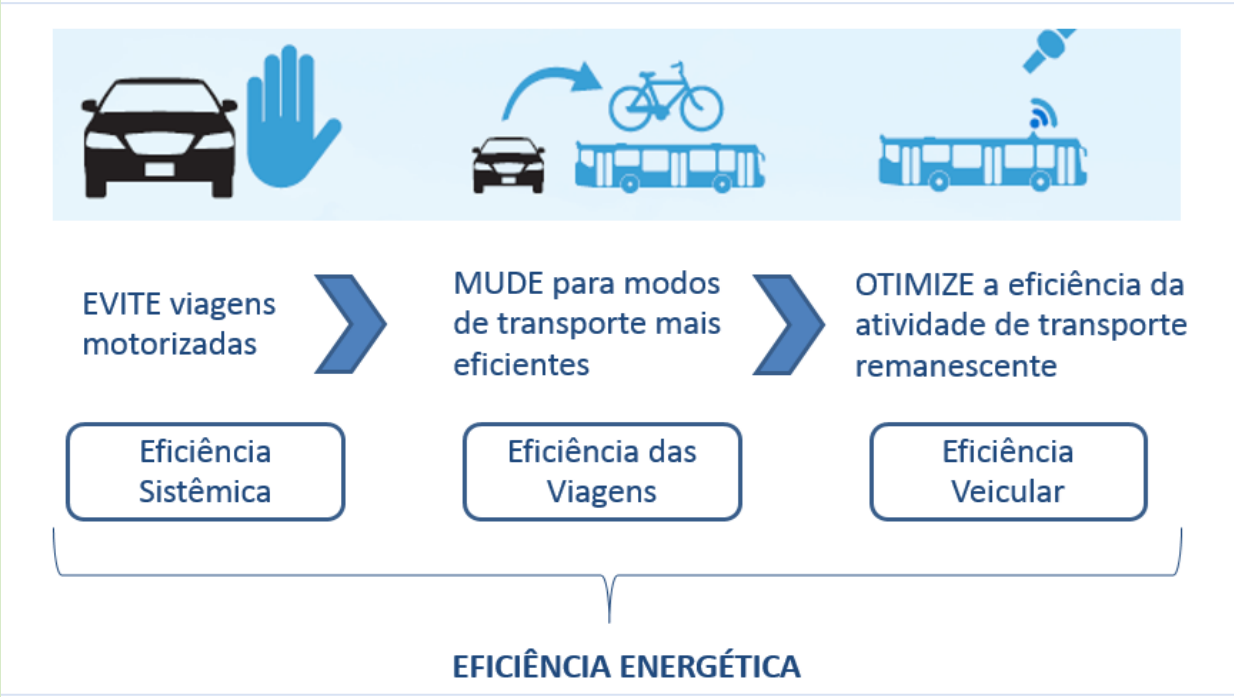 EVITE viagens
motorizadas
MUDE para modos
de transporte mais
eficientes
OTIMIZE a eficiência da
atividade de transporte
remanescente
Eficiência
Sistêmica
Eficiência das
Viagens
Eficiência
Veicular
EFICIÊNCIA ENERGÉTICA